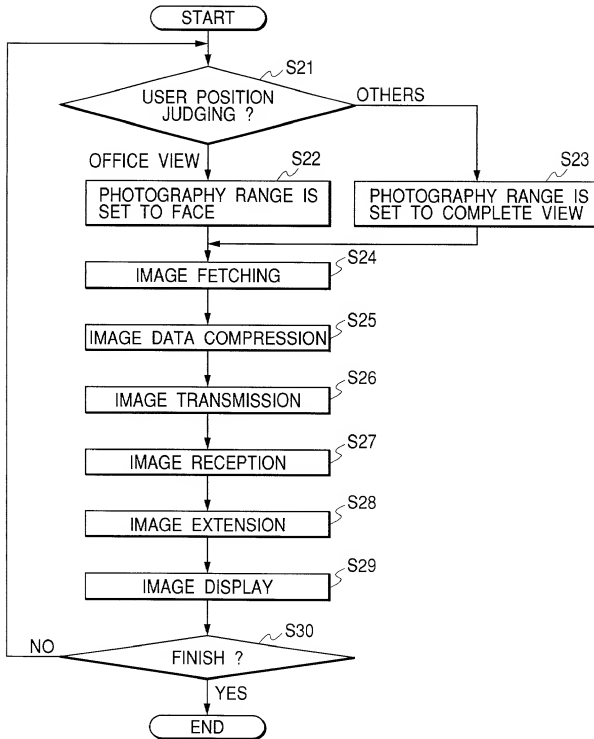 START
S21
USER POSITION
JUDGING ?
OTHERS
OFFICE VIEW
S22
S23
PHOTOGRAPHY RANGE IS
SET TO FACE
PHOTOGRAPHY RANGE IS
SET TO COMPLETE VIEW
S24
IMAGE FETCHING
S25
IMAGE DATA COMPRESSION
S26
IMAGE TRANSMISSION
S27
IMAGE RECEPTION
S28
IMAGE EXTENSION
S29
IMAGE DISPLAY
S30
NO
FINISH ?
YES
END